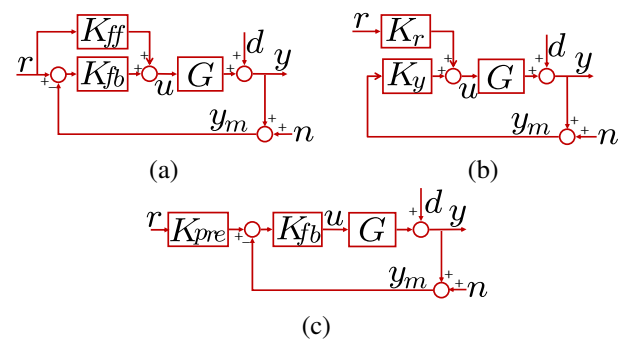 K_ff
d
r
+
−
K_fb
+
+
u
G
+
+
y
y_m
+
+
n
(a)
r
K_r
d
K_y
+
+
u
G
+
+
y
y_m
+
+
n
(b)
r
K_pre
+
−
K_fb
u
G
+
d
y
y_m
+
+
n
(c)